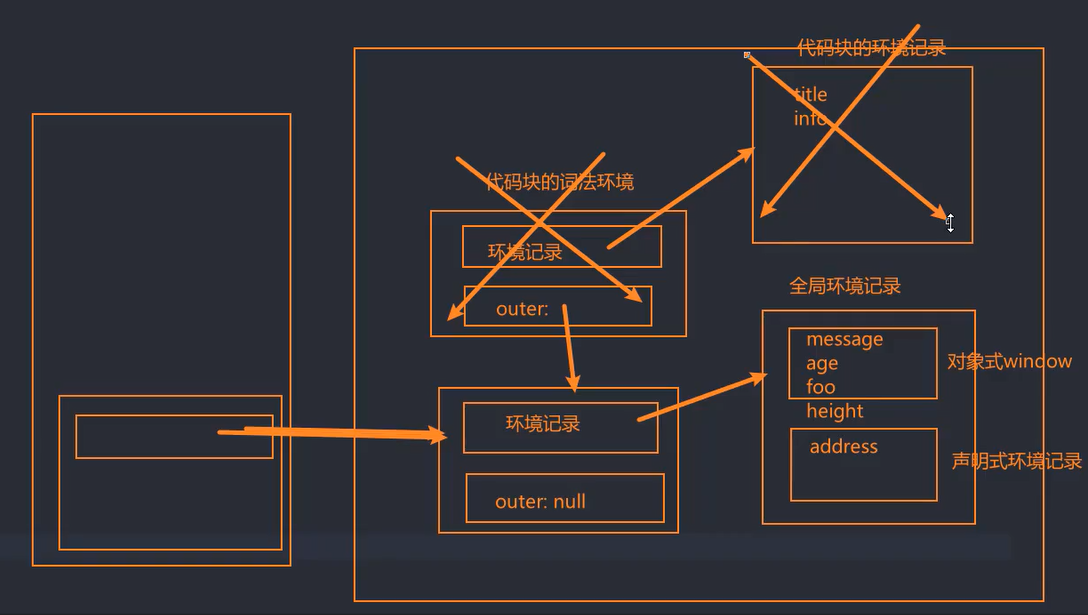 代码块的环境记录
title
info
代码块的词法环境
环境记录
outer:
全局环境记录
message
age
foo
height
对象式window
环境记录
address
声明式环境记录
outer: null